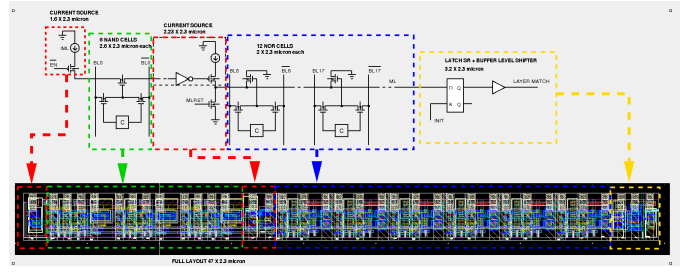 CURRENT SOURCE
1.6 X 2.3 micron
CURRENT SOURCE
2.23 X 2.3 micron
6 NAND CELLS
2.6 X 2.3 micron each
12 NOR CELLS
2 X 2.3 micron each
LATCH SR + BUFFER LEVEL SHIFTER
3.2 X 2.3 micron
IML
EN
BL0
BL0
BL6
BL6
BL17
BL17
ML
MLRST
C
C
C
D Q
R Q
INIT
LAYER MATCH
FULL LAYOUT 47 X 2.3 micron